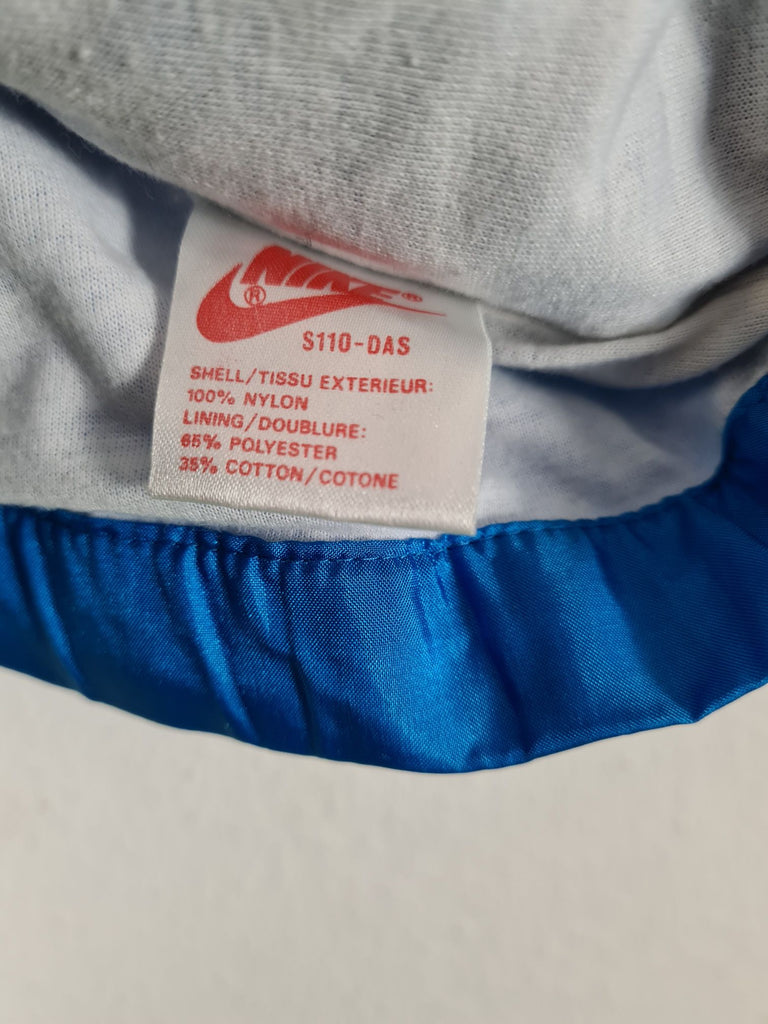 NIKE®
®
S110-DAS
SHELL/TISSU EXTERIEUR:
100% NYLON
LINING/DOUBLURE:
65% POLYESTER
35% COTTON/COTONE